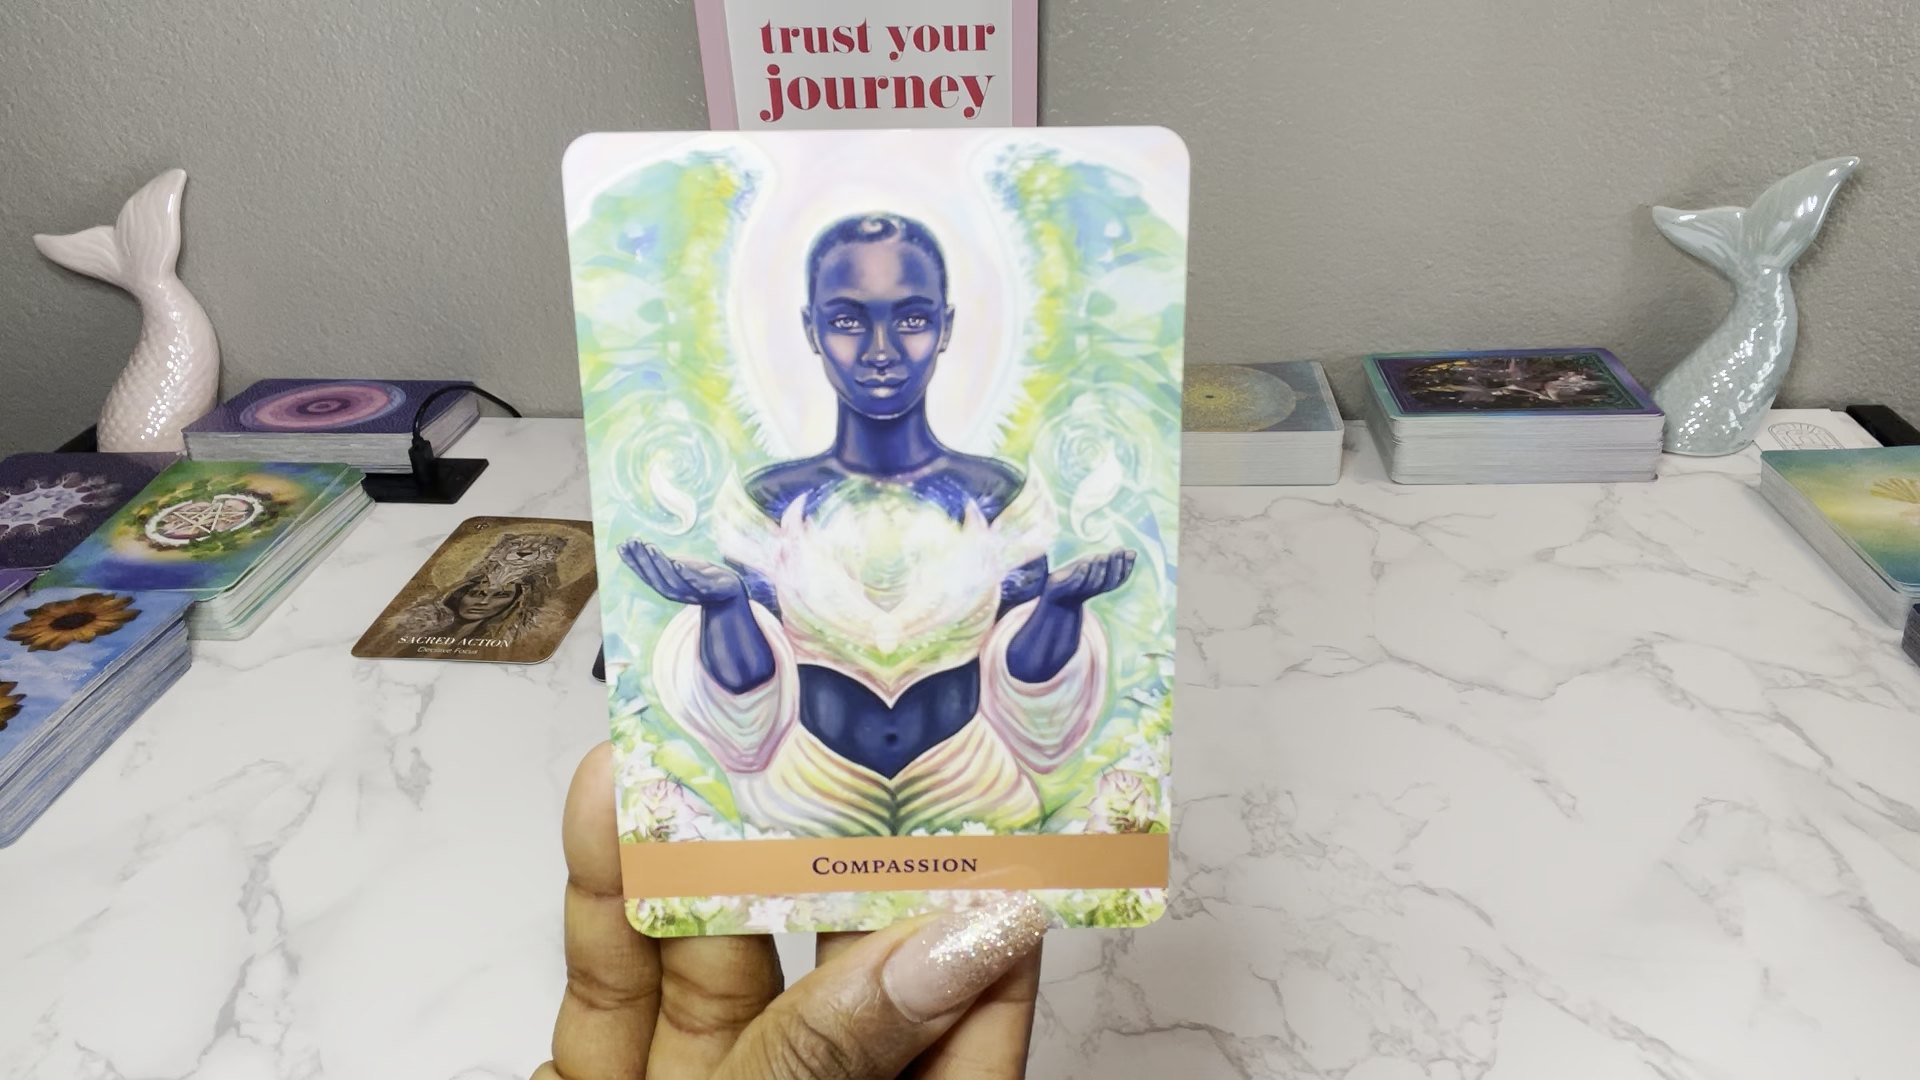 trust your
journey
SACRED ACTION
Decisive Focus
COMPASSION